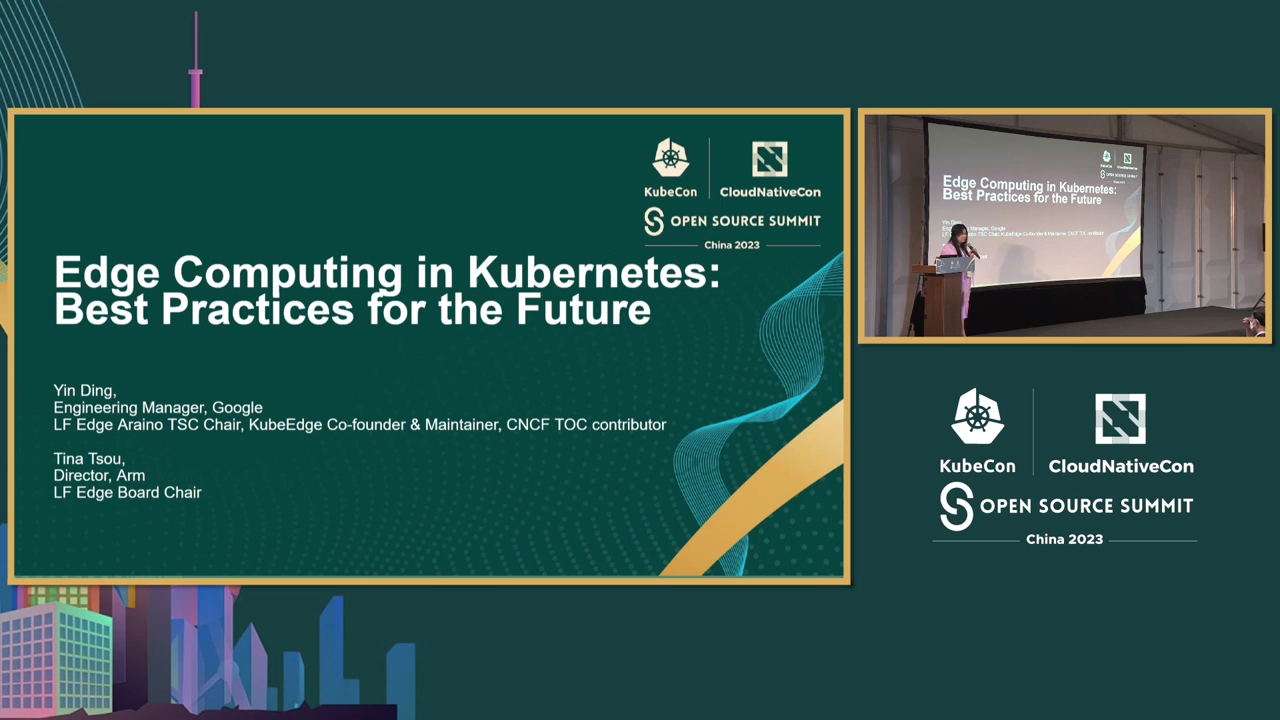 KubeCon
CloudNativeCon
OPEN SOURCE SUMMIT
China 2023
Edge Computing in Kubernetes:
Best Practices for the Future
Yin Ding,
Engineering Manager, Google
LF Edge Araino TSC Chair, KubeEdge Co-founder & Maintainer, CNCF TOC contributor
Tina Tsou,
Director, Arm
LF Edge Board Chair
Edge Computing in Kubernetes:
Best Practices for the Future
KubeCon
CloudNativeCon
OPEN SOURCE SUMMIT
China 2023